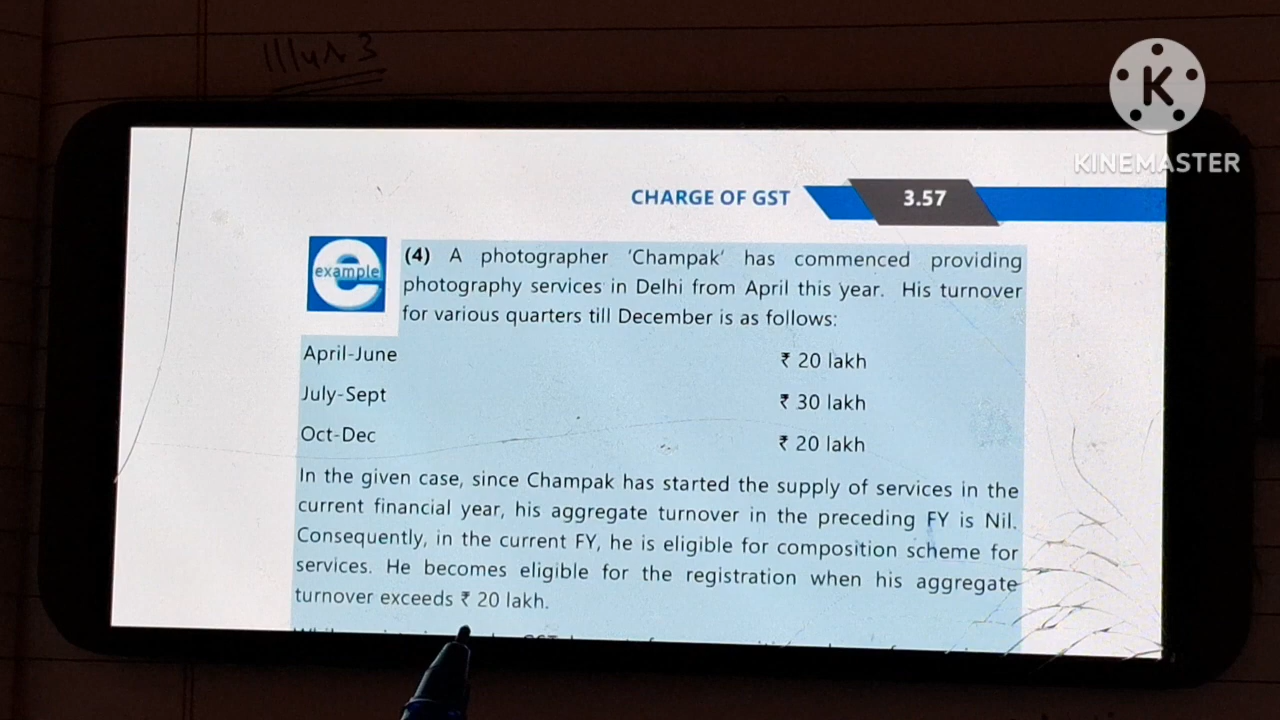 Illus 3
K
KINEMASTER
CHARGE OF GST 3.57
example
(4) A photographer ‘Champak’ has commenced providing
photography services in Delhi from April this year. His turnover
for various quarters till December is as follows:
April-June ₹ 20 lakh
July-Sept ₹ 30 lakh
Oct-Dec ₹ 20 lakh
In the given case, since Champak has started the supply of services in the
current financial year, his aggregate turnover in the preceding FY is Nil.
Consequently, in the current FY, he is eligible for composition scheme for
services. He becomes eligible for the registration when his aggregate
turnover exceeds ₹ 20 lakh.